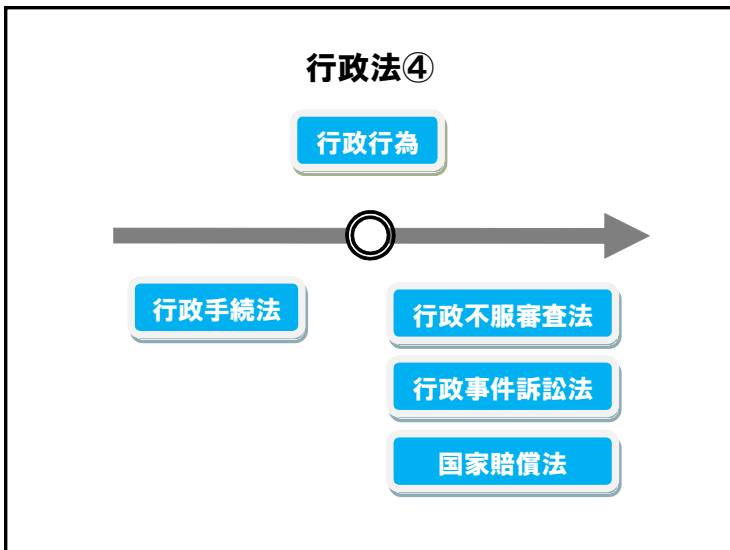 行政法④
行政行為
行政手続法
行政不服審査法
行政事件訴訟法
国家賠償法